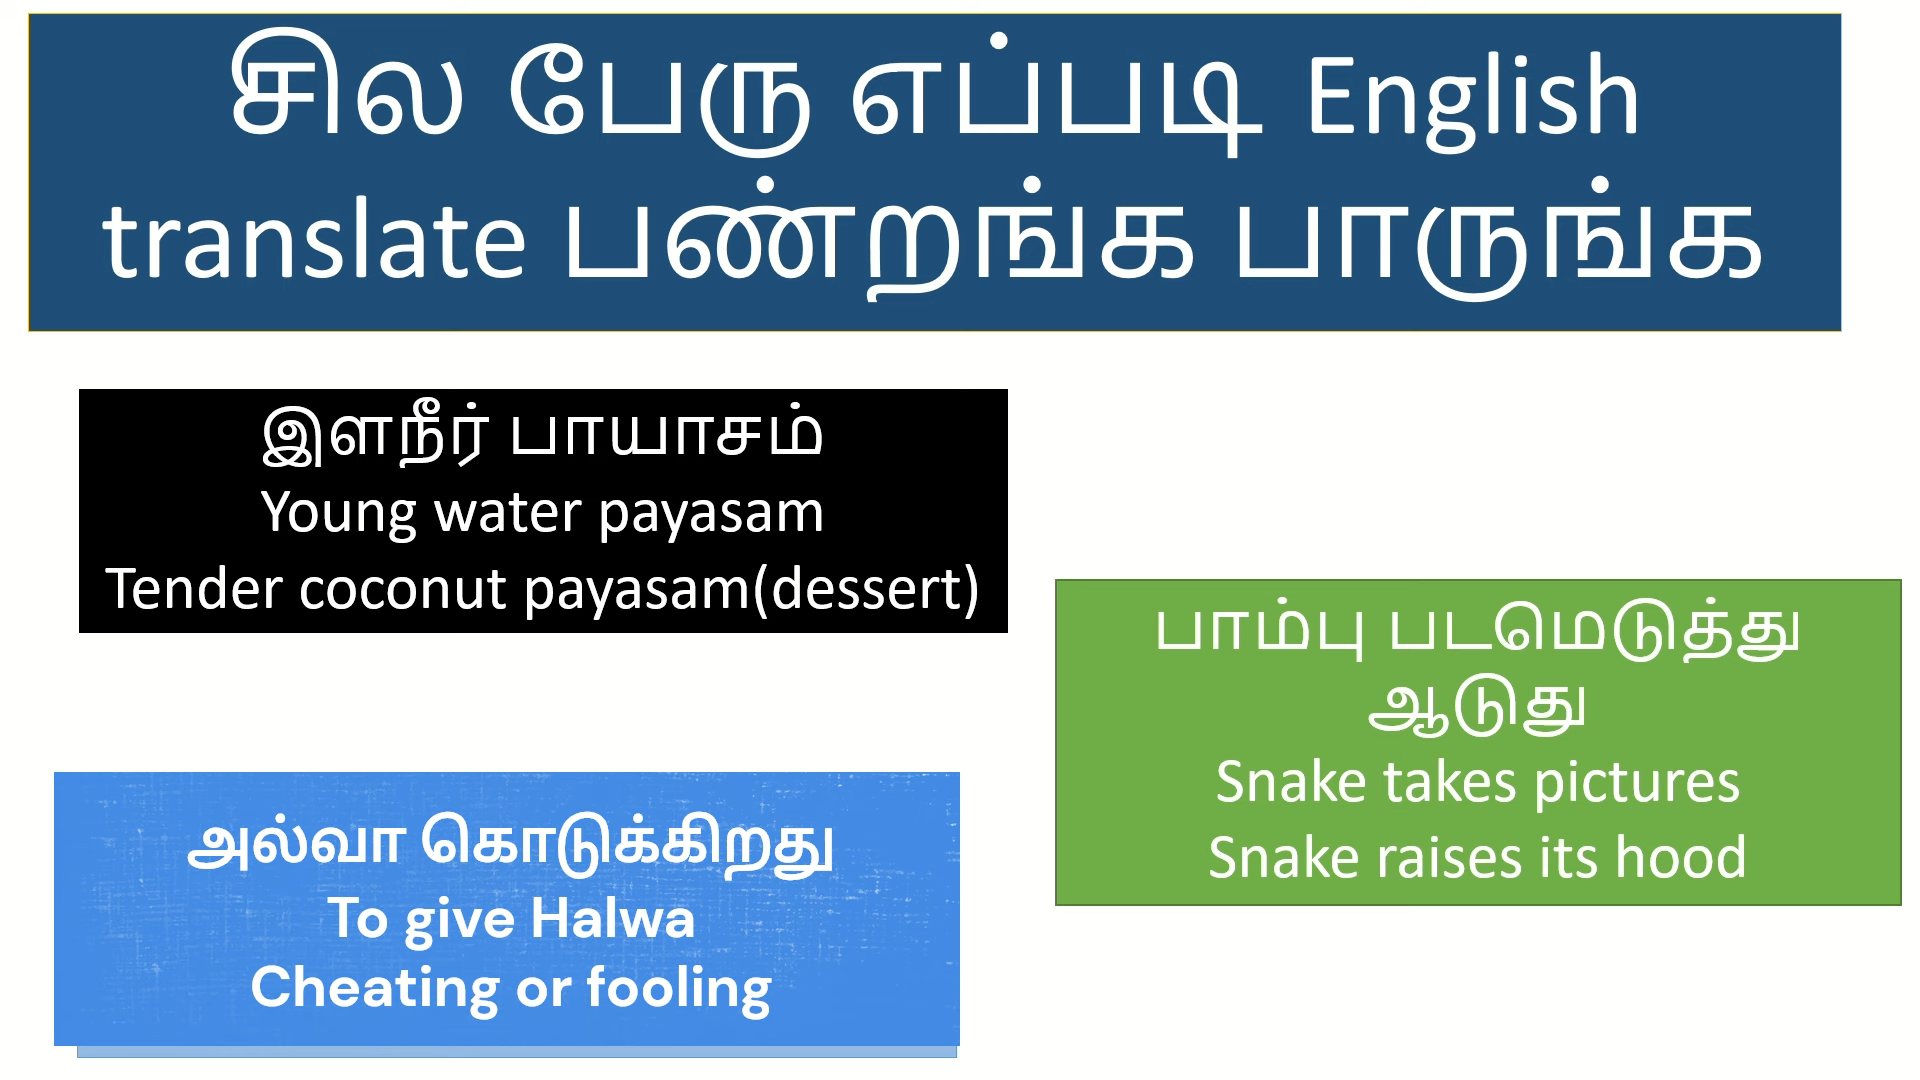 சில பேரு எப்படி English
translate பண்றங்க பாருங்க
இளநீர் பாயாசம்
Young water payasam
Tender coconut payasam(dessert)
பாம்பு படமெடுத்து
ஆடுது
Snake takes pictures
Snake raises its hood
அல்வா கொடுக்கிறது
To give Halwa
Cheating or fooling